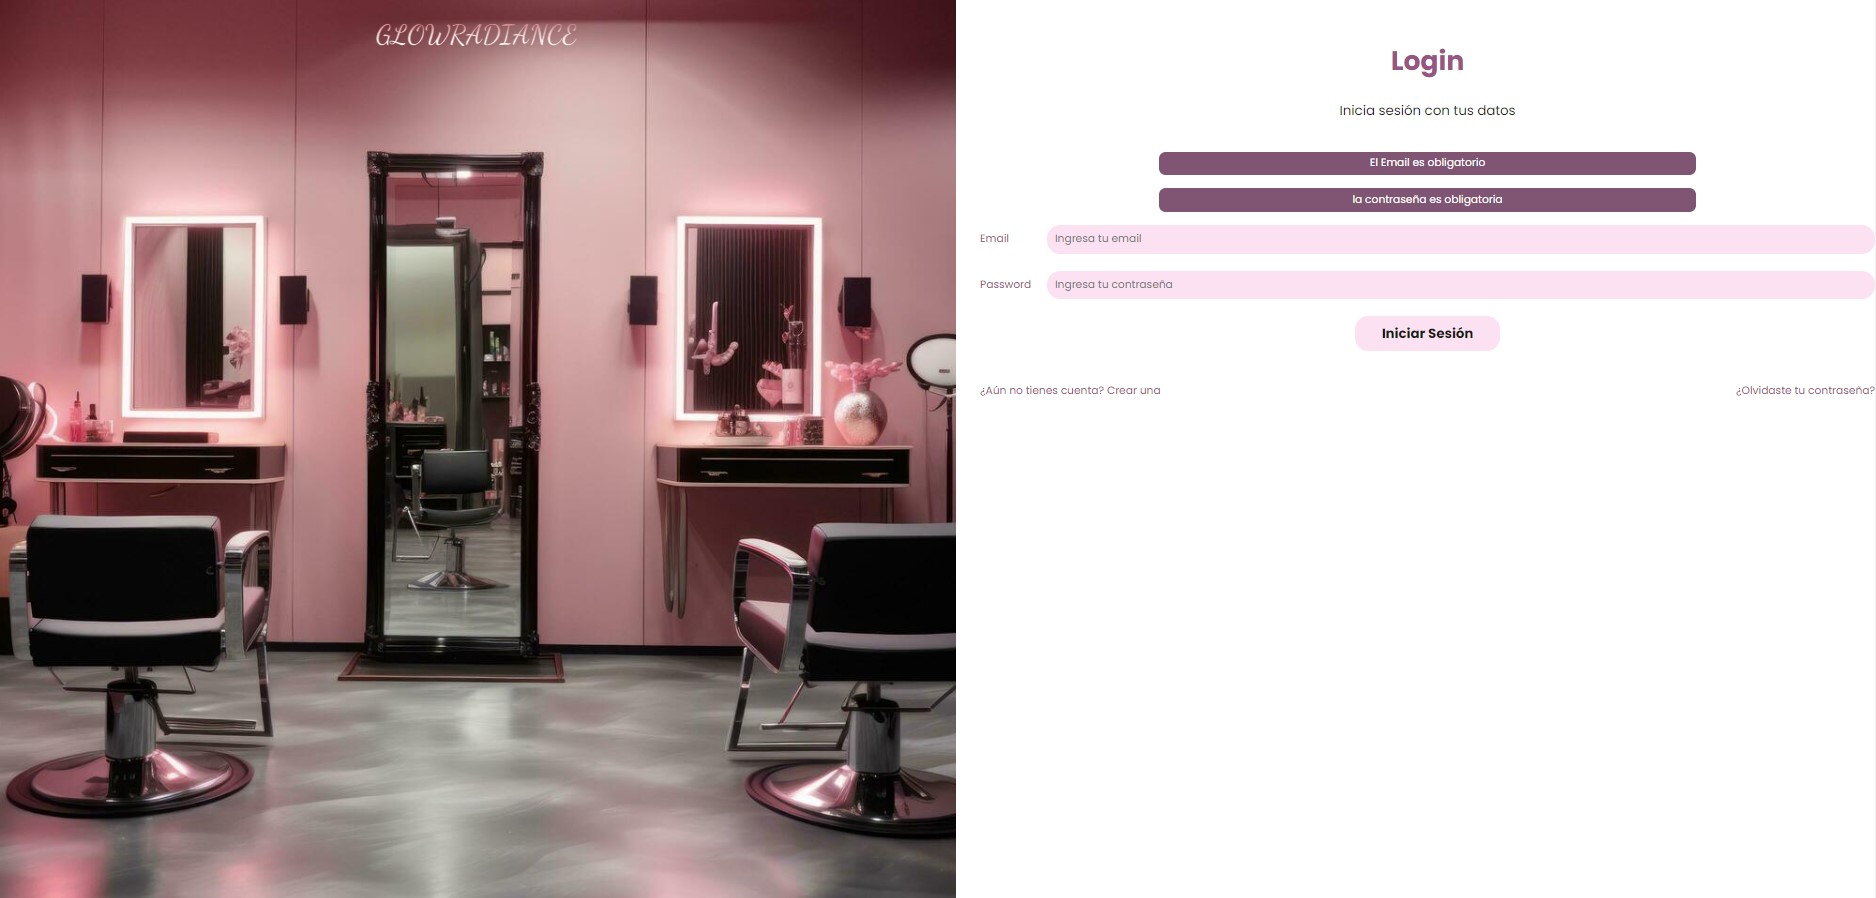 GLOWRADIANCE
Login
Inicia sesión con tus datos
El Email es obligatorio
la contraseña es obligatoria
Email
Ingresa tu email
Password
Ingresa tu contraseña
Iniciar Sesión
¿Aún no tienes cuenta? Crear una
¿Olvidaste tu contraseña?